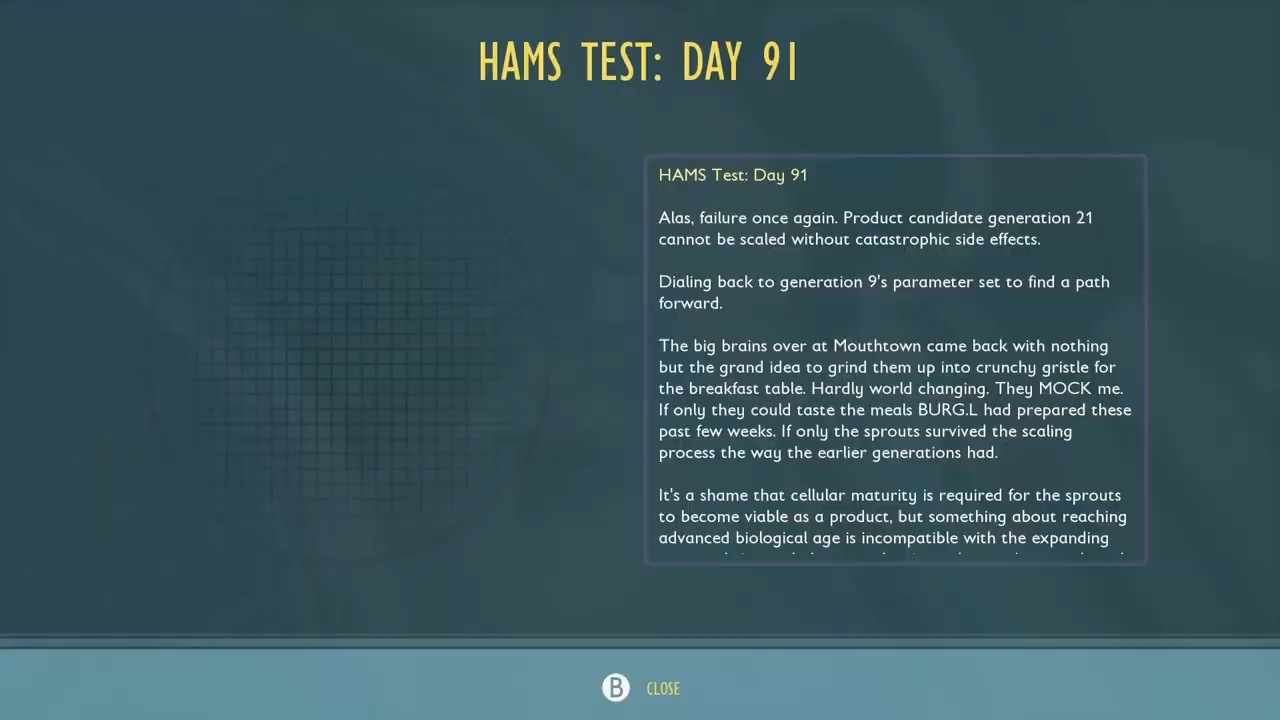 HAMS TEST: DAY 91
HAMS Test: Day 91
Alas, failure once again. Product candidate generation 21
cannot be scaled without catastrophic side effects.
Dialing back to generation 9's parameter set to find a path
forward.
The big brains over at Mouthtown came back with nothing
but the grand idea to grind them up into crunchy gristle for
the breakfast table. Hardly world changing. They MOCK me.
If only they could taste the meals BURG.L had prepared these
past few weeks. If only the sprouts survived the scaling
process the way the earlier generations had.
It's a shame that cellular maturity is required for the sprouts
to become viable as a product, but something about reaching
advanced biological age is incompatible with the expanding
B CLOSE